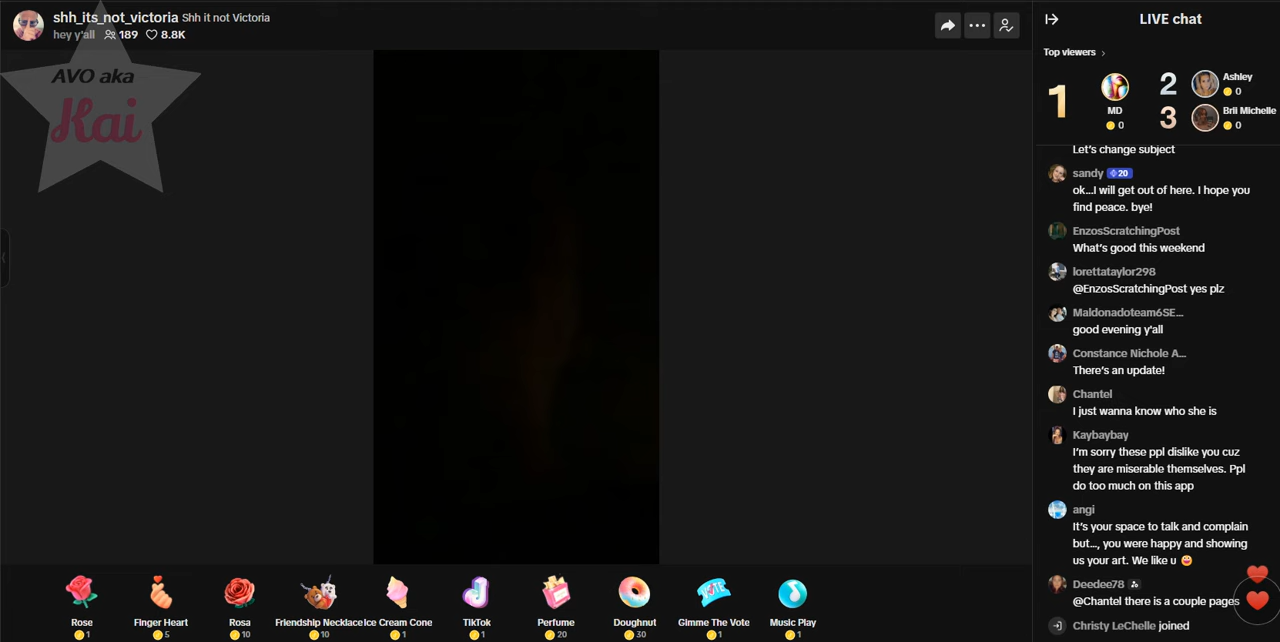 shh_its_not_victoria Shh it not Victoria
hey y'all 189 8.8K
AVO aka
Kai
LIVE chat
Top viewers
1
MD
0
2
Ashley
0
3
Brii Michelle
0
Let's change subject
sandy 20
ok...I will get out of here. I hope you
find peace. bye!
EnzosScratchingPost
What's good this weekend
lorettataylor298
@EnzosScratchingPost yes plz
Maldonadoteam6SE...
good evening y'all
Constance Nichole A...
There's an update!
Chantel
I just wanna know who she is
Kaybaybay
I'm sorry these ppl dislike you cuz
they are miserable themselves. Ppl
do too much on this app
angi
It's your space to talk and complain
but..., you were happy and showing
us your art. We like u
Deedee78
@Chantel there is a couple pages
Christy LeChelle joined
Rose
1
Finger Heart
5
Rosa
10
Friendship Necklace
10
Ice Cream Cone
1
TikTok
1
Perfume
20
Doughnut
30
VOTE
Gimme The Vote
1
Music Play
1